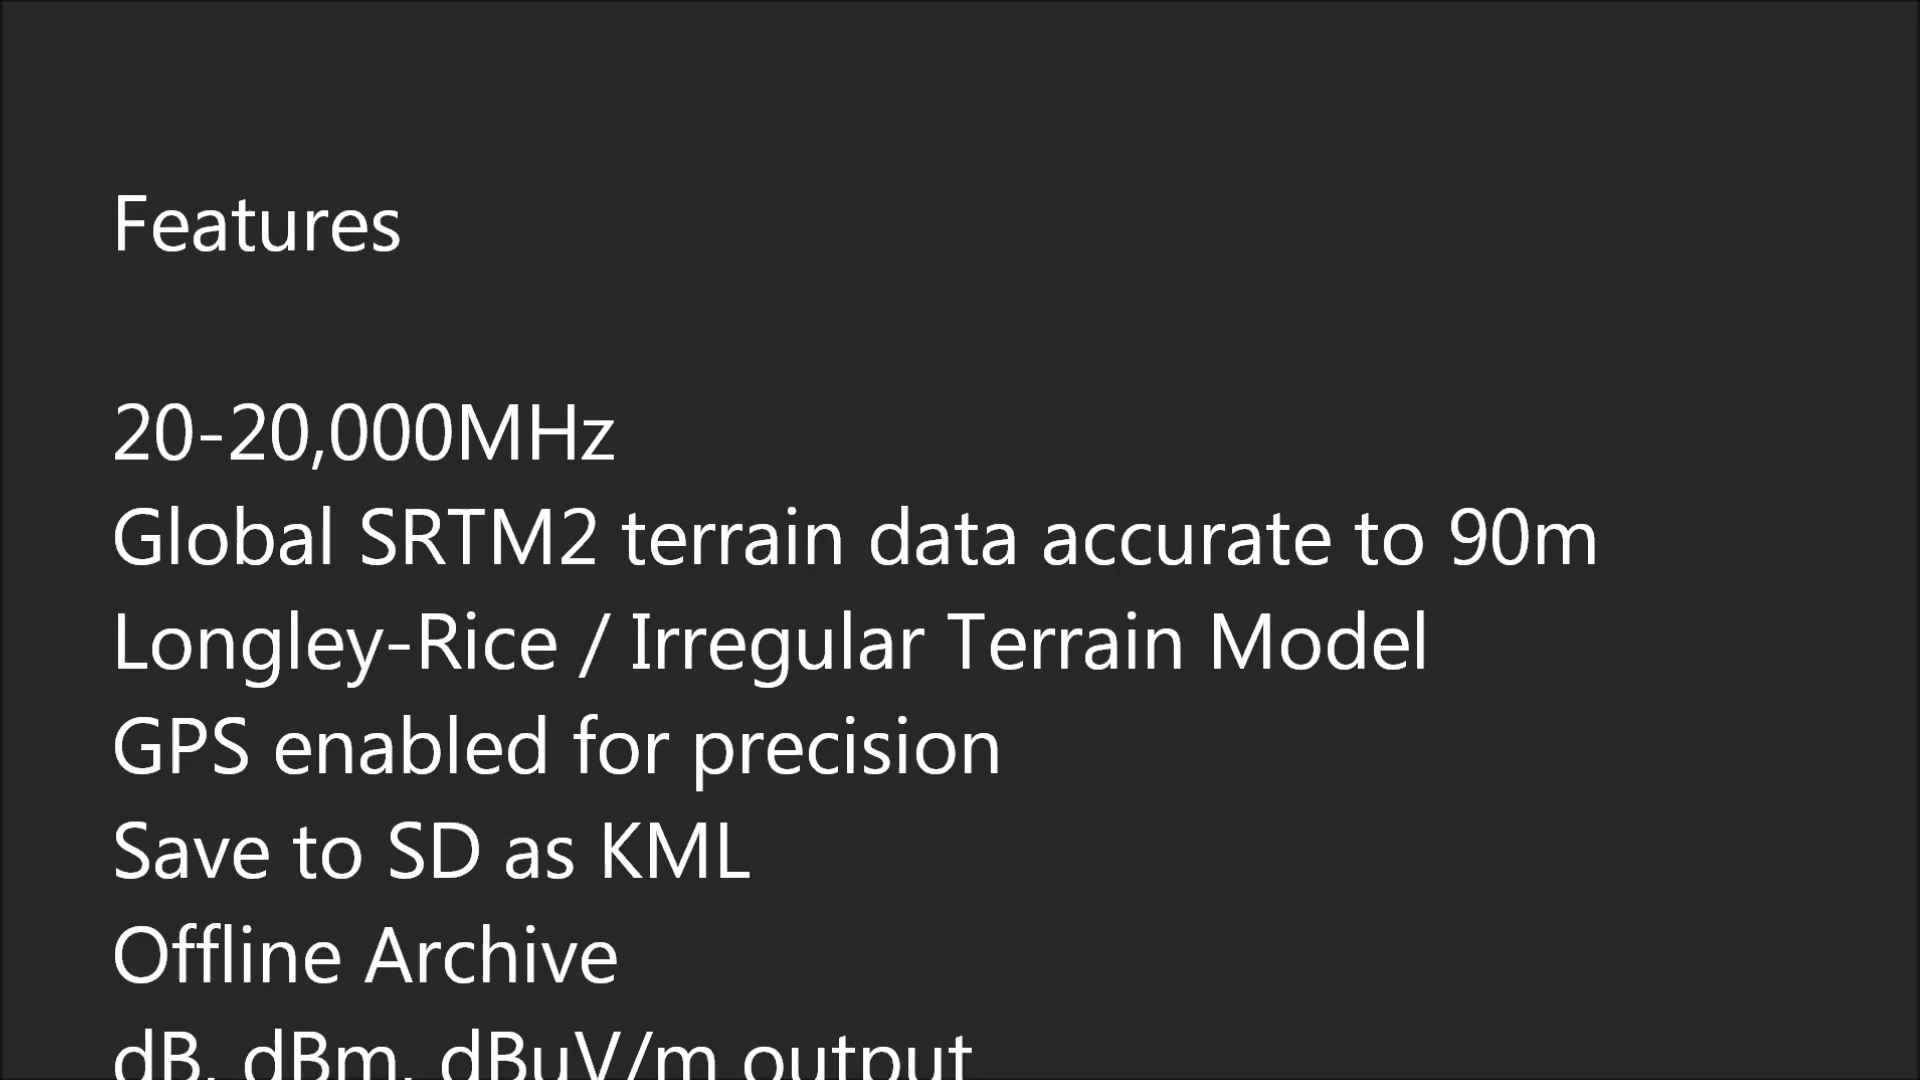 Features
20-20,000MHz
Global SRTM2 terrain data accurate to 90m
Longley-Rice / Irregular Terrain Model
GPS enabled for precision
Save to SD as KML
Offline Archive
dB, dBm, dBuV/m output